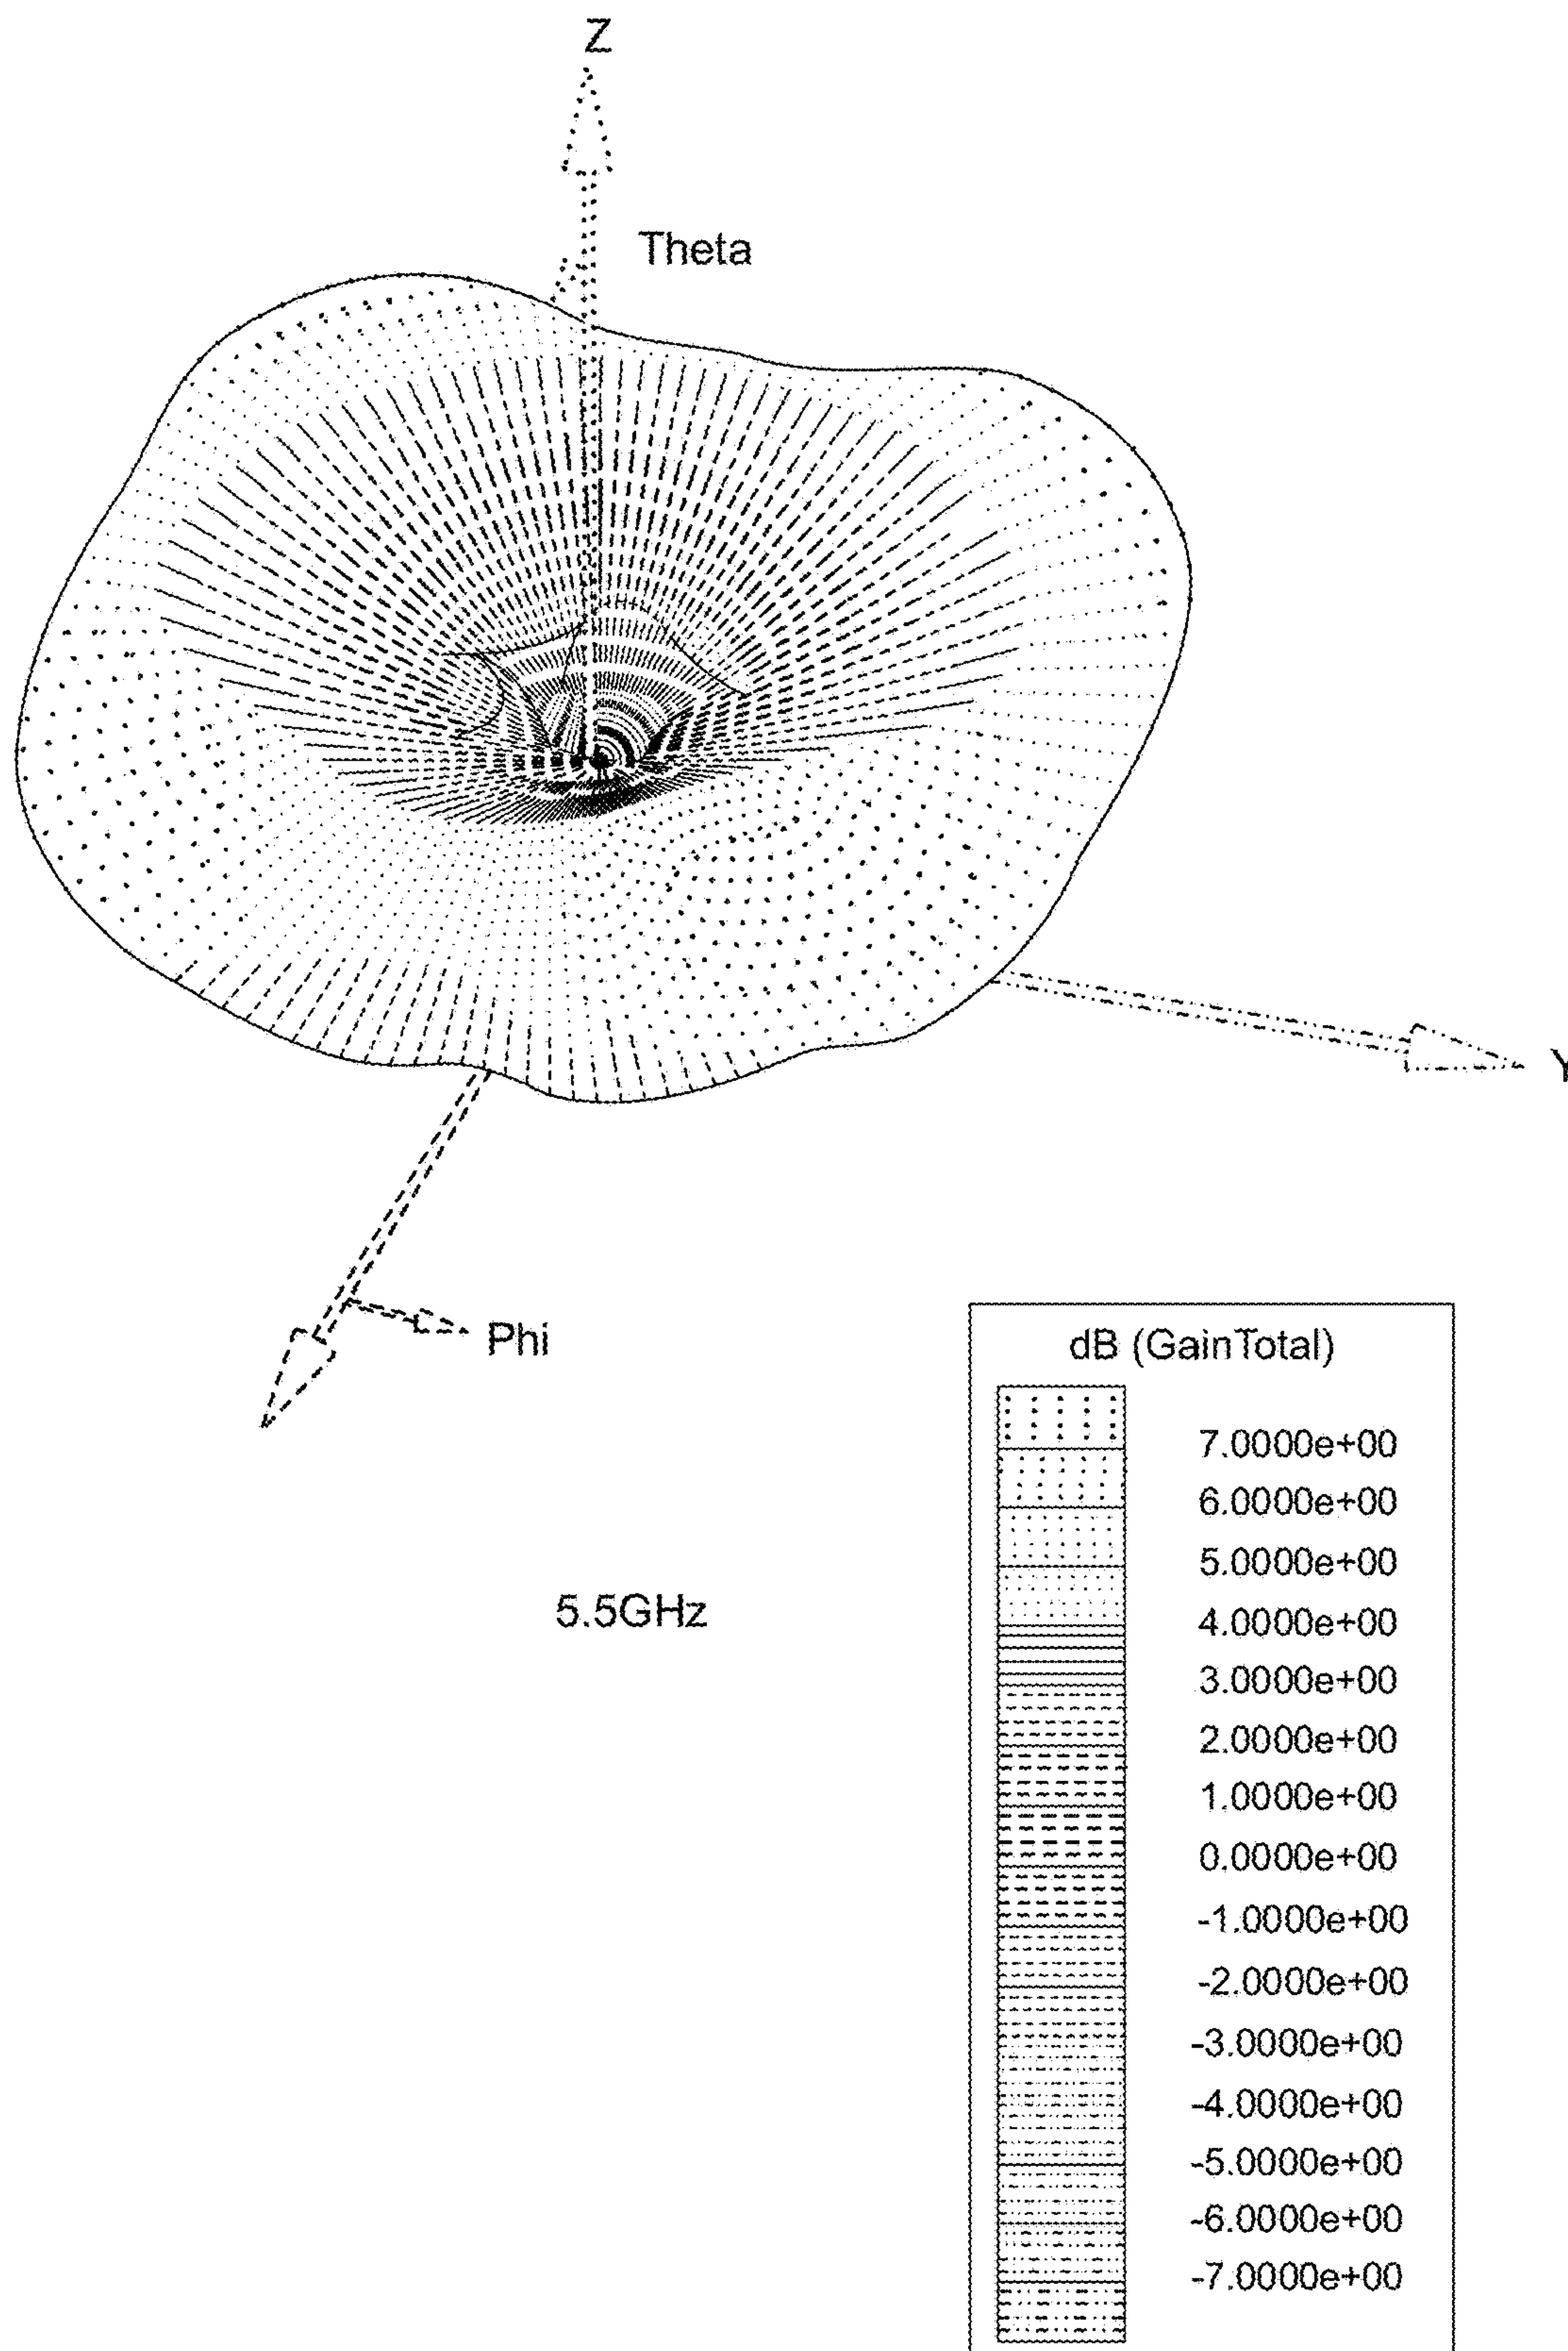 Z
Theta
Y
Phi
dB (GainTotal)
7.0000e+00
6.0000e+00
5.0000e+00
4.0000e+00
3.0000e+00
2.0000e+00
1.0000e+00
0.0000e+00
-1.0000e+00
-2.0000e+00
-3.0000e+00
-4.0000e+00
-5.0000e+00
-6.0000e+00
-7.0000e+00
5.5GHz